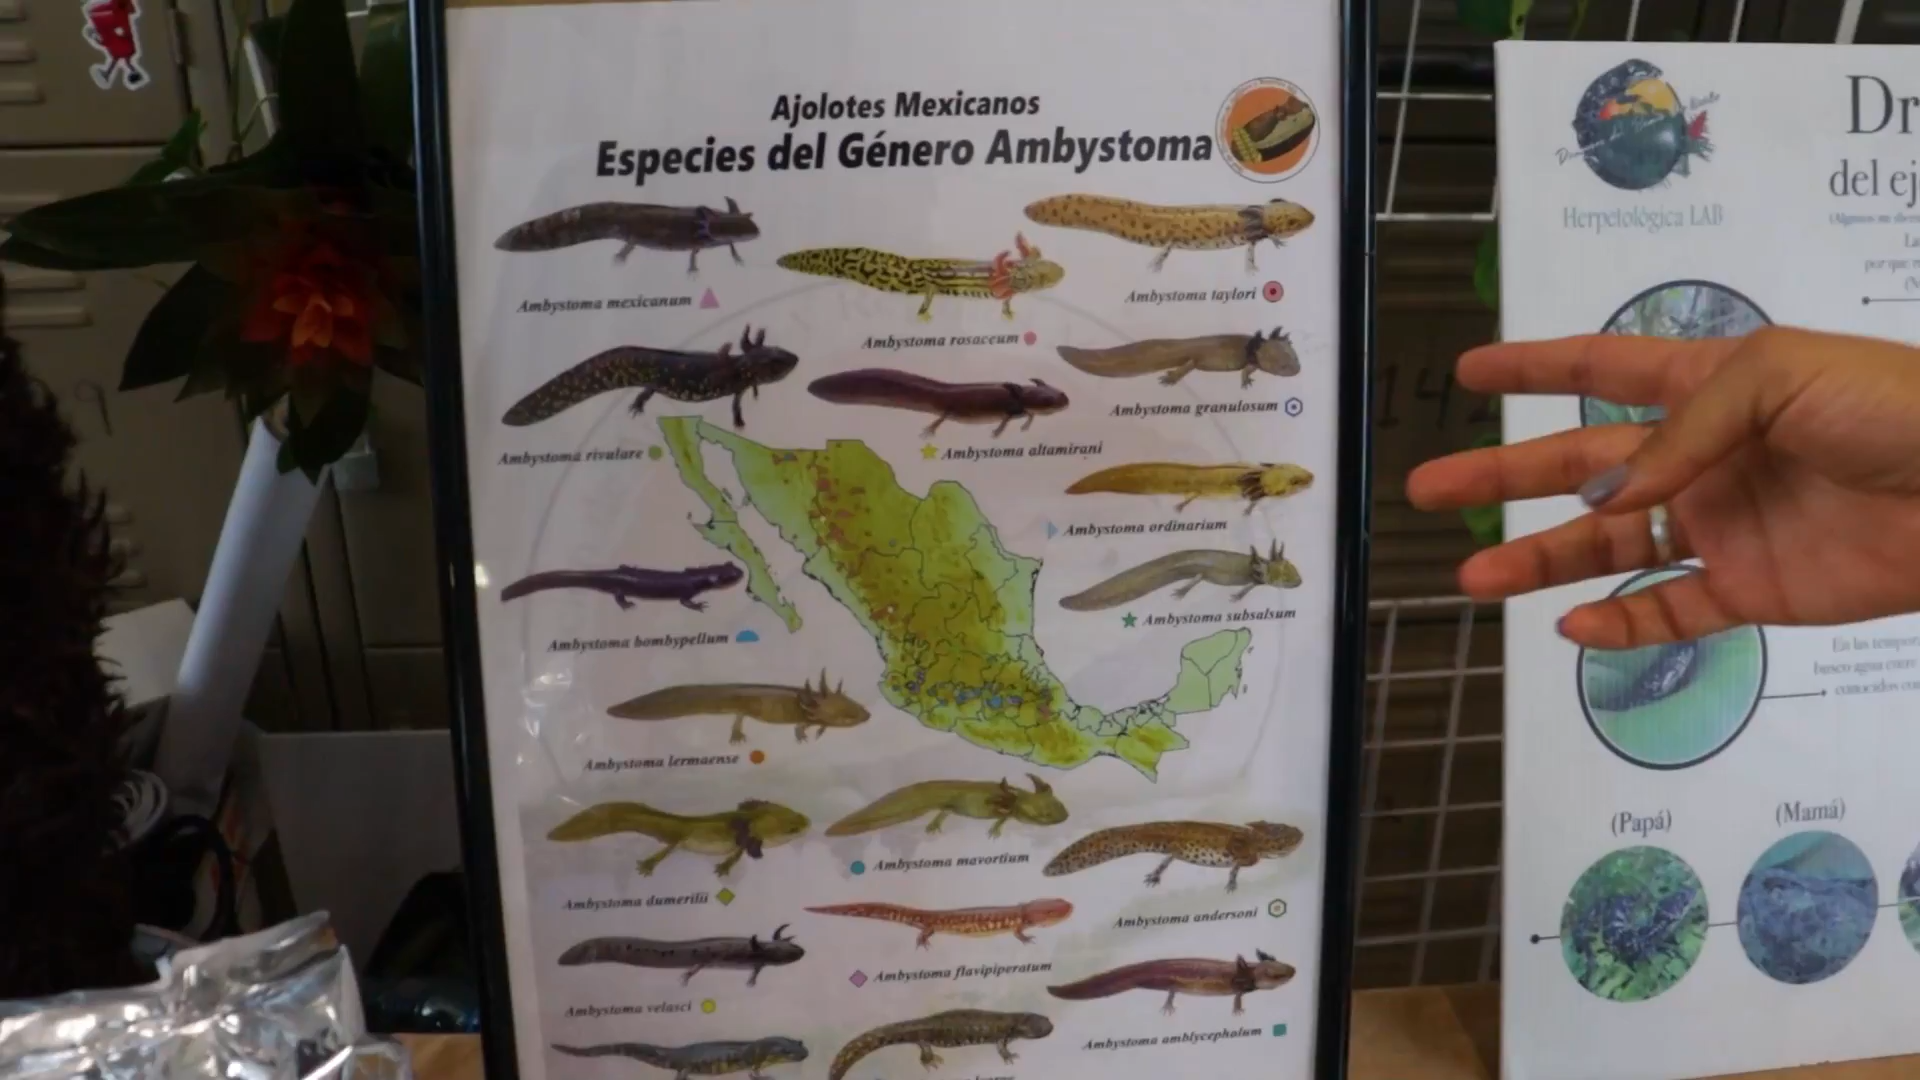 Ajolotes Mexicanos
Especies del Género Ambystoma
Ambystoma mexicanum
Ambystoma taylori
Ambystoma rosaceum
Ambystoma granulosum
Ambystoma rivulare
Ambystoma altamirani
Ambystoma ordinarium
Ambystoma subsalsum
Ambystoma bombypellum
Ambystoma lermaense
Ambystoma mavortium
Ambystoma dumerilii
Ambystoma andersoni
Ambystoma flavipiperatum
Ambystoma velasci
Ambystoma amblycephalum
Herpetológica LAB
Dr
del ej
(Papá)
(Mamá)